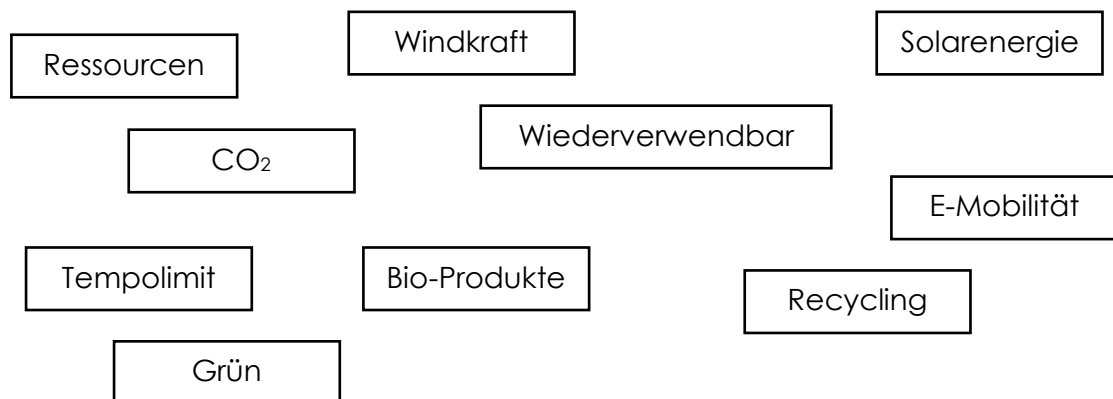 Ressourcen
Windkraft
Solarenergie
CO₂
Wiederverwendbar
E-Mobilität
Tempolimit
Bio-Produkte
Recycling
Grün